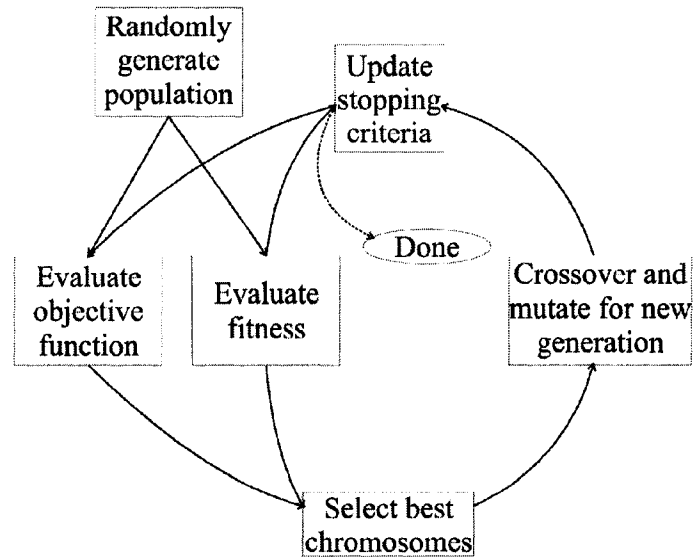 Randomly
generate
population
Update
stopping
criteria
Done
Evaluate
objective
function
Evaluate
fitness
Crossover and
mutate for new
generation
Select best
chromosomes